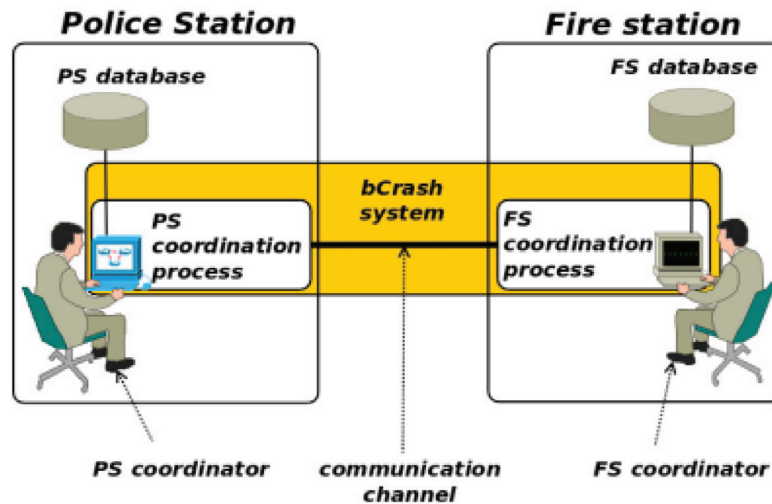 Police Station
Fire station
PS database
FS database
bCrash
system
PS
coordination
process
FS
coordination
process
PS coordinator
communication
channel
FS coordinator